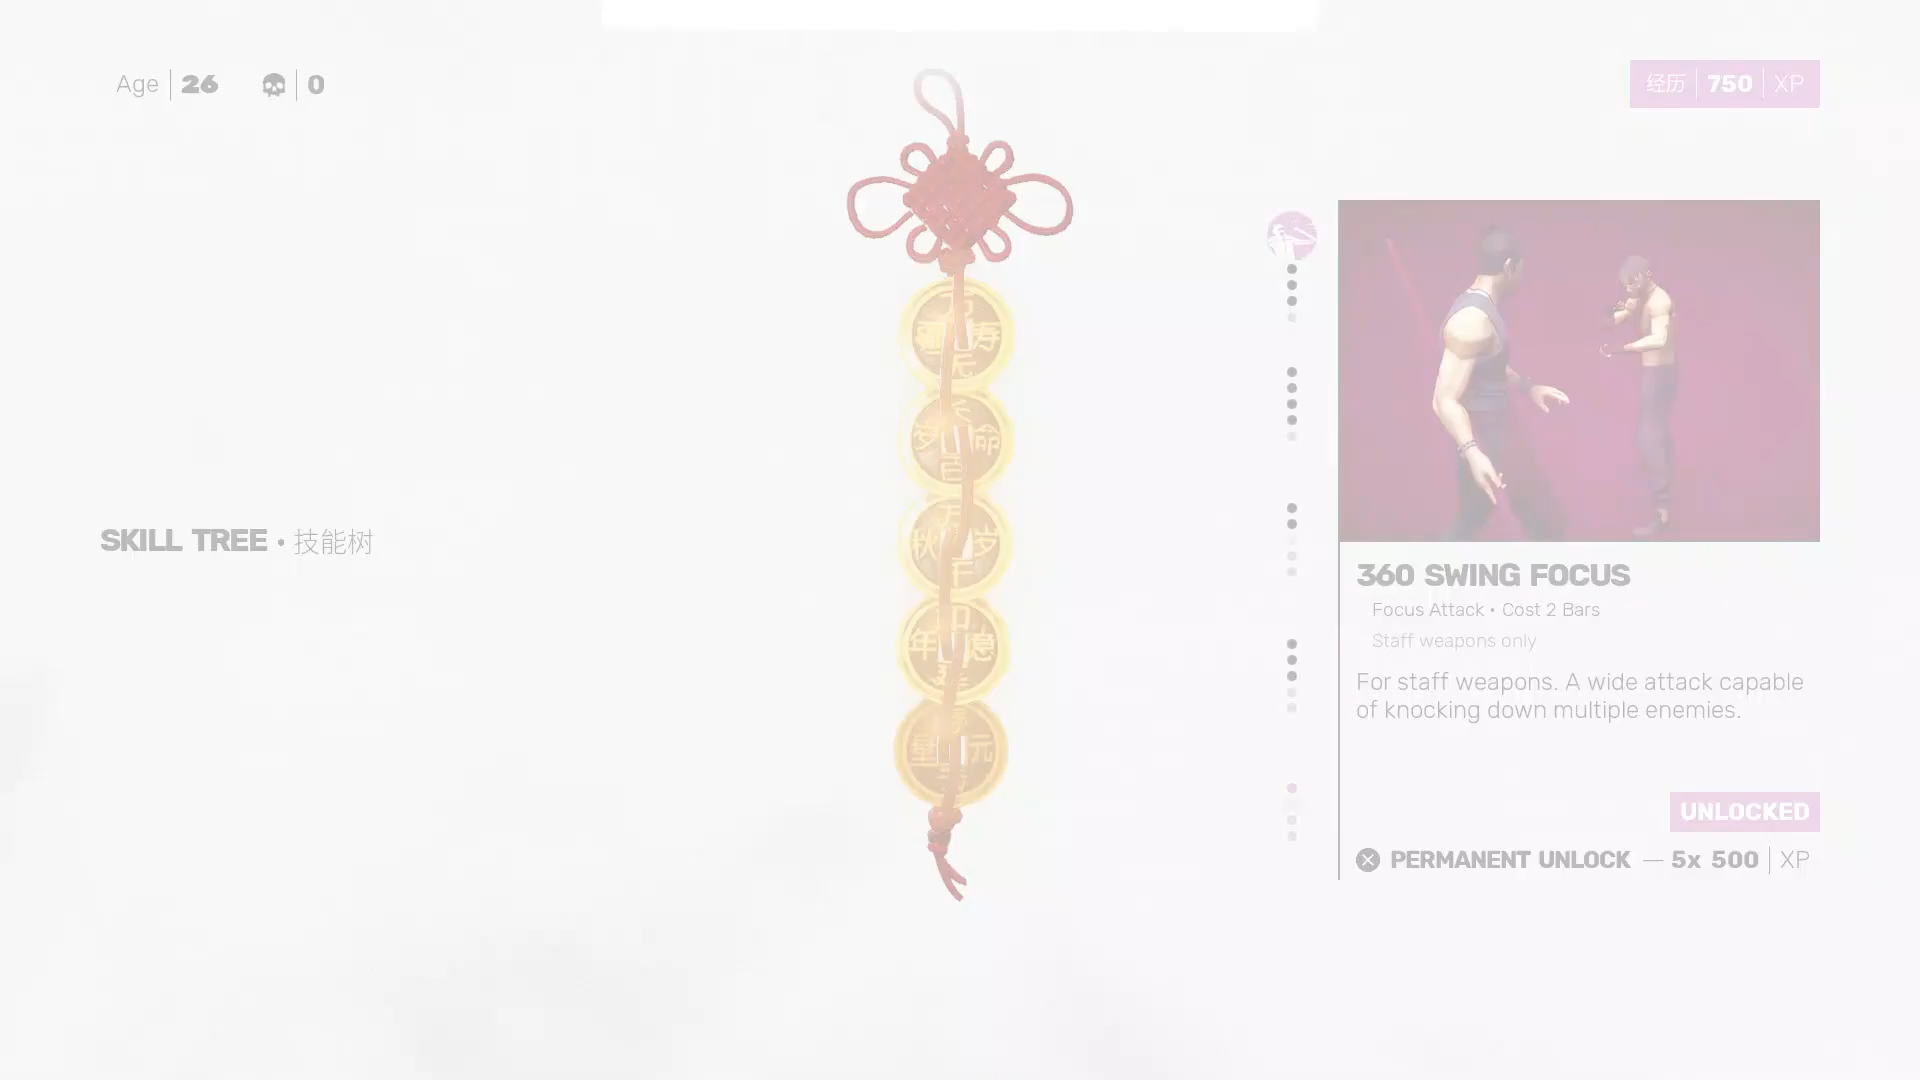 Age 26 0
经历 750 XP
SKILL TREE • 技能树
360 SWING FOCUS
Focus Attack • Cost 2 Bars
Staff weapons only
For staff weapons. A wide attack capable
of knocking down multiple enemies.
UNLOCKED
PERMANENT UNLOCK — 5x 500 XP